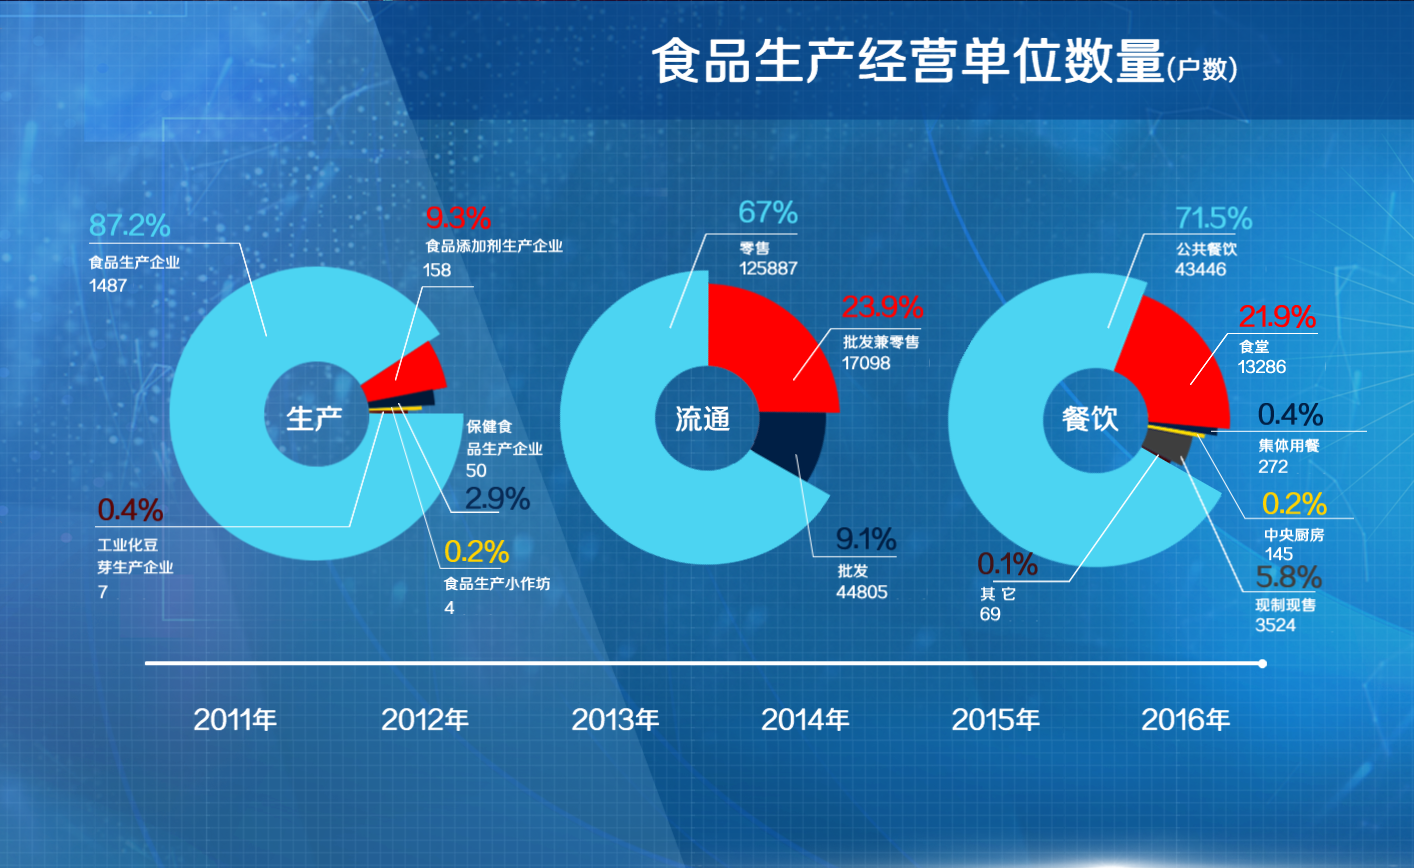 食品生产经营单位数量(户数)
87.2%
食品生产企业
1487
9.3%
食品添加剂生产企业
158
生产
保健食
品生产企业
50
2.9%
0.4%
工业化豆
芽生产企业
7
0.2%
食品生产小作坊
4
67%
零售
125887
23.9%
批发兼零售
17098
流通
9.1%
批发
44805
71.5%
公共餐饮
43446
21.9%
食堂
13286
餐饮
0.4%
集体用餐
272
0.2%
中央厨房
145
5.8%
现制现售
3524
0.1%
其 它
69
2011年
2012年
2013年
2014年
2015年
2016年